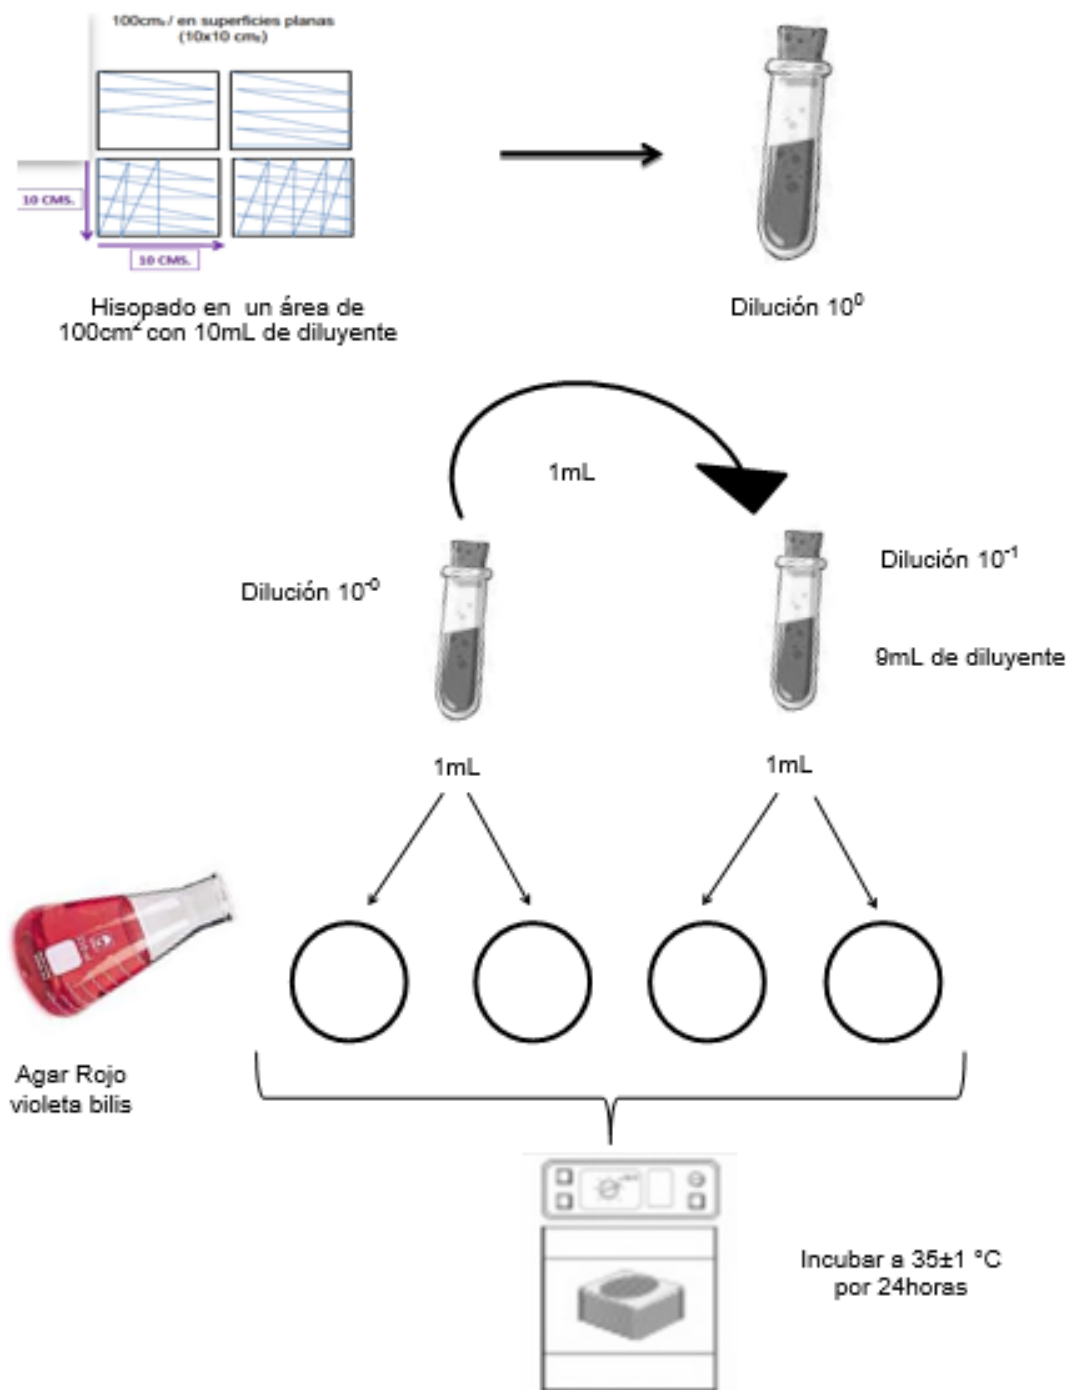 100cm₂/ en superficies planas
(10x10 cm₂)
10 CMS.
10 CMS.
Hisopado en un área de
100cm² con 10mL de diluyente
Dilución 10⁰
1mL
Dilución 10⁻⁰
Dilución 10⁻¹
9mL de diluyente
1mL
1mL
Agar Rojo
violeta bilis
Incubar a 35±1 °C
por 24horas